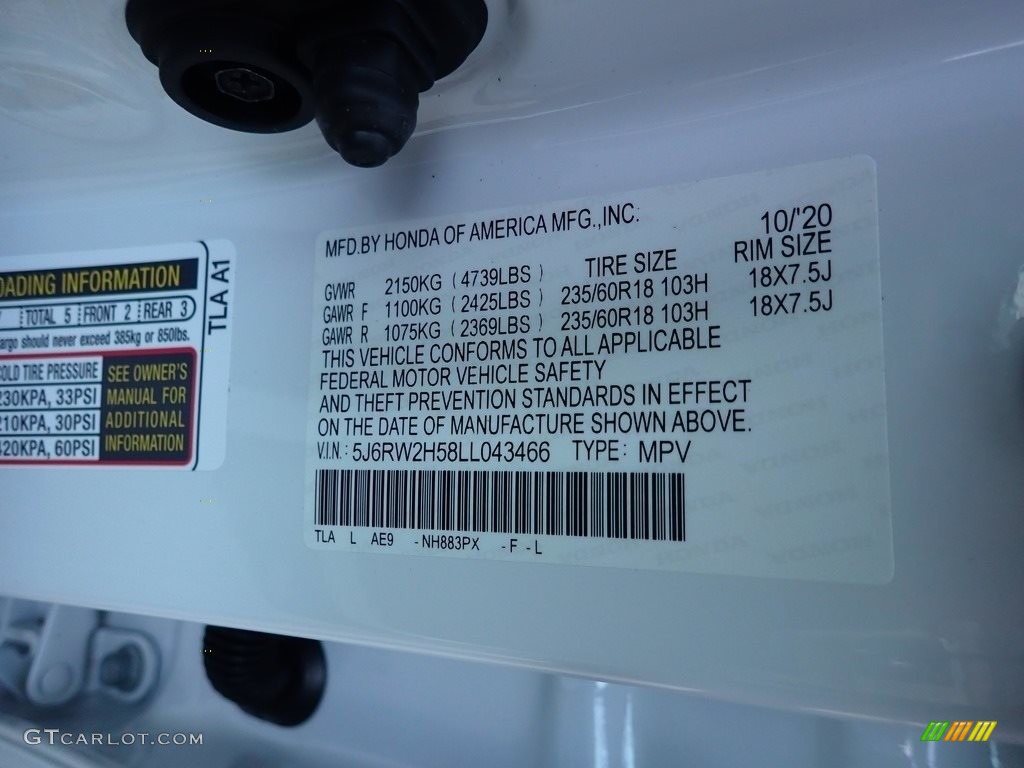 OADING INFORMATION
TOTAL 5 FRONT 2 REAR 3
argo should never exceed 385kg or 850lbs.
COLD TIRE PRESSURE
230KPA, 33PSI
210KPA, 30PSI
420KPA, 60PSI
SEE OWNER'S
MANUAL FOR
ADDITIONAL
INFORMATION
TLA A1
MFD.BY HONDA OF AMERICA MFG.,INC. 10/'20
TIRE SIZE RIM SIZE
GVWR 2150KG (4739LBS)
GAWR F 1100KG (2425LBS) 235/60R18 103H 18X7.5J
GAWR R 1075KG (2369LBS) 235/60R18 103H 18X7.5J
THIS VEHICLE CONFORMS TO ALL APPLICABLE
FEDERAL MOTOR VEHICLE SAFETY
AND THEFT PREVENTION STANDARDS IN EFFECT
ON THE DATE OF MANUFACTURE SHOWN ABOVE.
V.I.N.: 5J6RW2H58LL043466 TYPE: MPV
TLA L AE9 -NH883PX -F-L
GTCARLOT.COM